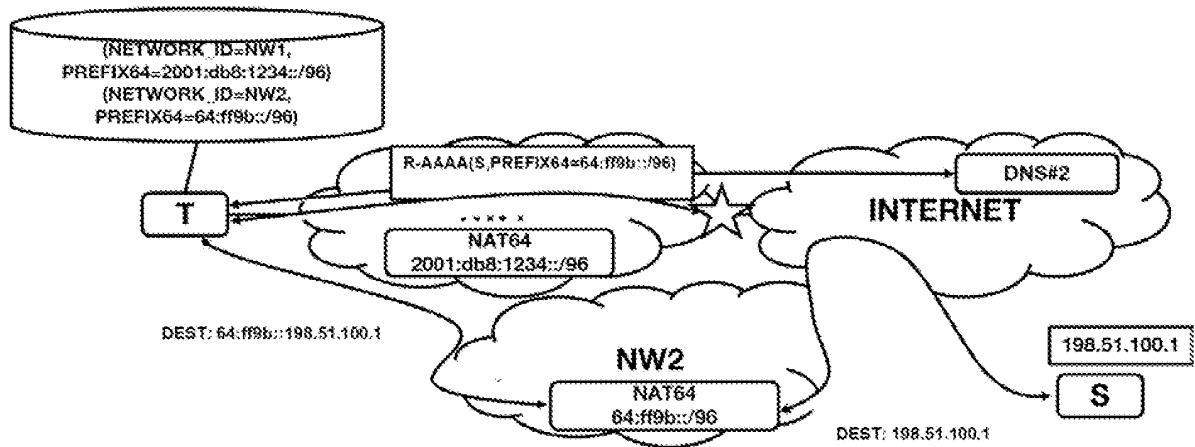 (NETWORK_ID=NW1,
PREFIX64=2001:db8:1234::/96)
(NETWORK_ID=NW2,
PREFIX64=64:ff9b::/96)
R-AAAA(S,PREFIX64=64:ff9b::/96)
DNS#2
T
INTERNET
NAT64
2001:db8:1234::/96
DEST: 64:ff9b::198.51.100.1
198.51.100.1
NW2
NAT64
64:ff9b::/96
S
DEST: 198.51.100.1